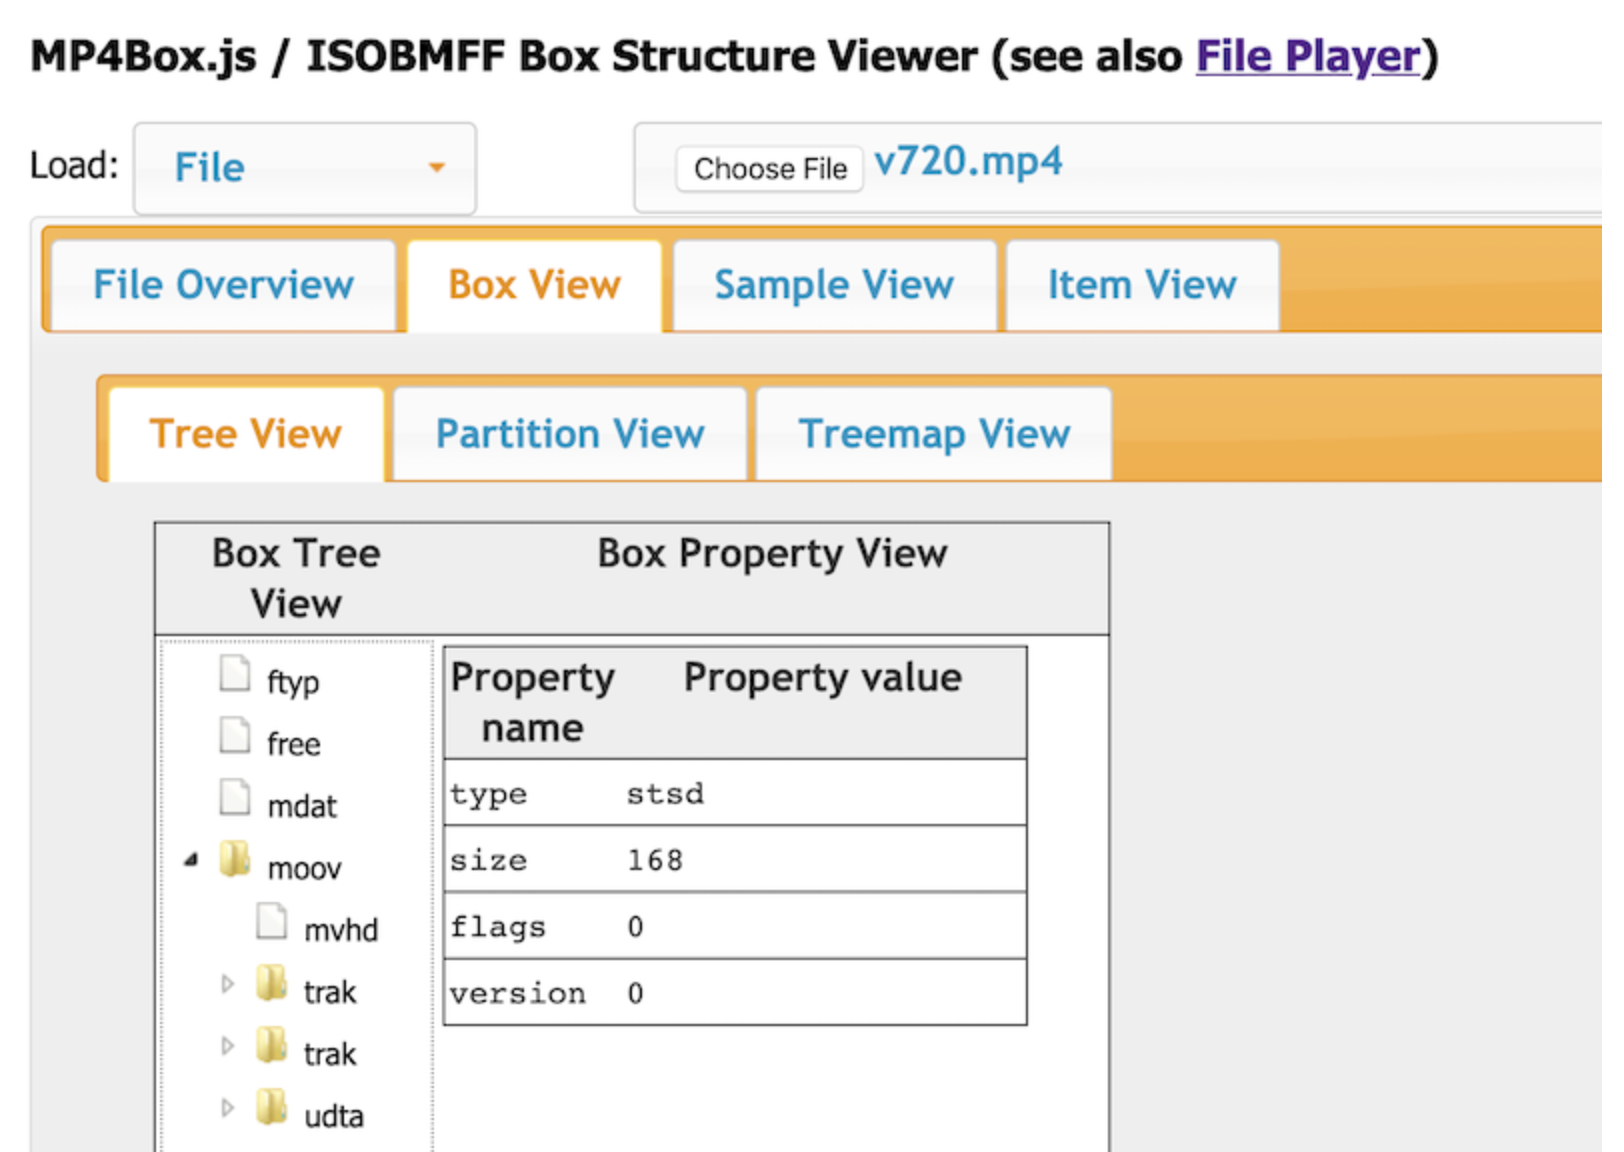 MP4Box.js / ISOBMFF Box Structure Viewer (see also File Player)
Load: File Choose File v720.mp4
File Overview Box View Sample View Item View
Tree View Partition View Treemap View
Box Tree View
Box Property View
ftyp
free
mdat
moov
mvhd
trak
trak
udta
Property name Property value
type stsd
size 168
flags 0
version 0